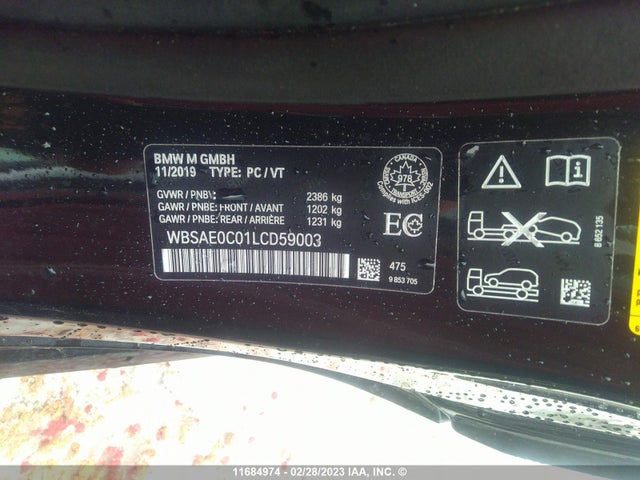 BMW M GMBH
11/2019 TYPE: PC / VT
GVWR / PNBV: 2386 kg
GAWR / PNBE: FRONT / AVANT 1202 kg
GAWR / PNBE: REAR / ARRIÈRE 1231 kg
WBSAE0C01LCD59003
475
9 853 705
CANADA
978
TRANSPORT
EC
8 652 135
11684974 - 02/28/2023 IAA, Inc. ©